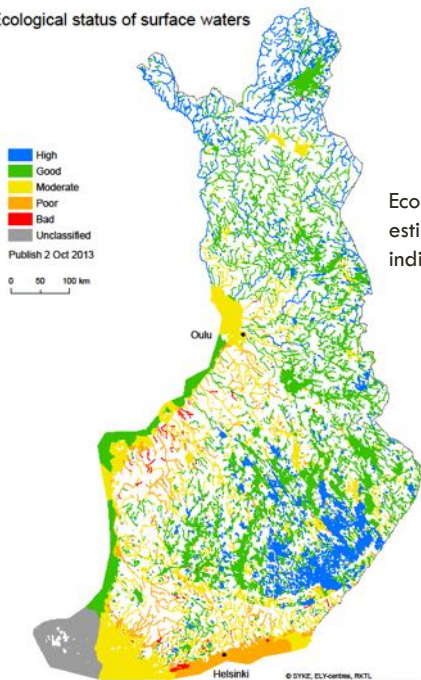 Ecological status of surface waters
High
Good
Moderate
Poor
Bad
Unclassified
Publish 2 Oct 2013
0 50 100 km
Eco
esti
indi
Oulu
Helsinki
© SYKE, ELY-centres, RKTL